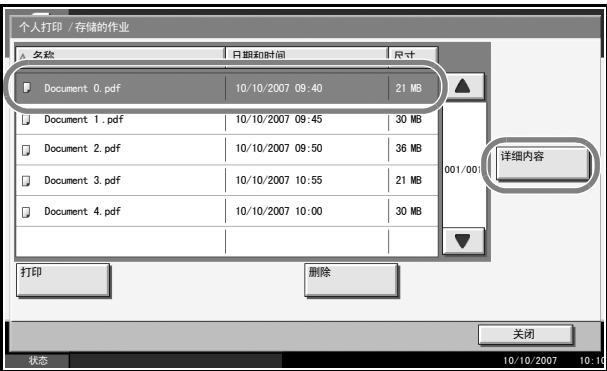 个人打印 /存储的作业
名称 日期和时间 尺寸
Document 0.pdf 10/10/2007 09:40 21 MB
Document 1.pdf 10/10/2007 09:45 30 MB
Document 2.pdf 10/10/2007 09:50 36 MB
Document 3.pdf 10/10/2007 10:55 21 MB
Document 4.pdf 10/10/2007 10:00 30 MB
001/001
详细内容
打印 删除
关闭
状态 10/10/2007 10:10